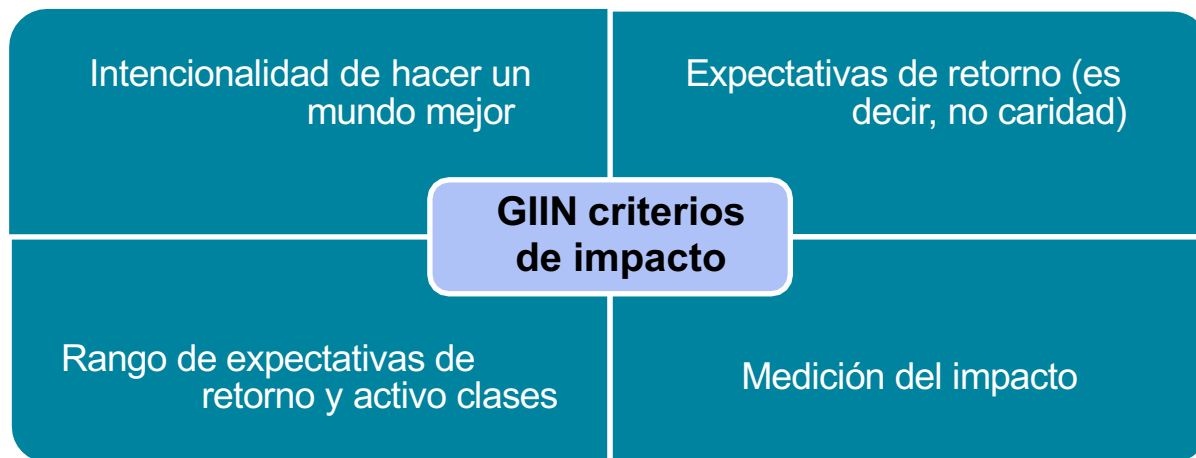 Intencionalidad de hacer un
mundo mejor
Expectativas de retorno (es
decir, no caridad)
GIIN criterios
de impacto
Rango de expectativas de
retorno y activo clases
Medición del impacto